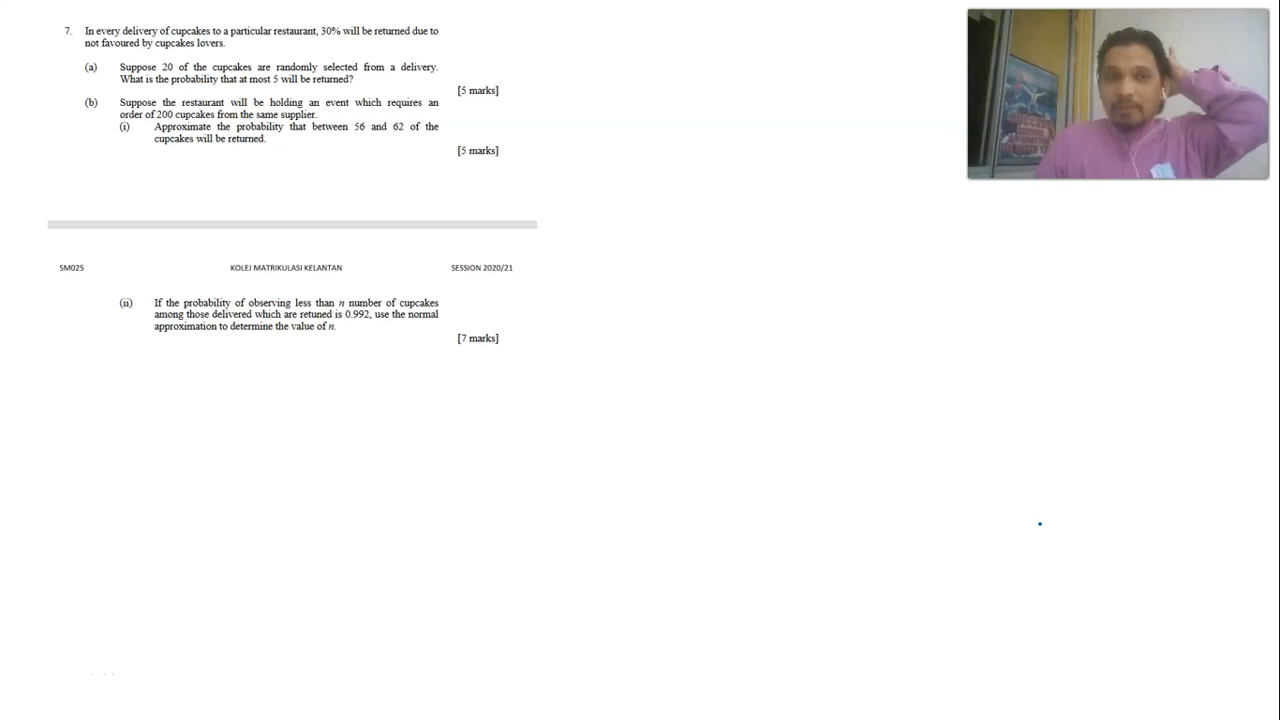 7. In every delivery of cupcakes to a particular restaurant, 30% will be returned due to
not favoured by cupcakes lovers.
(a) Suppose 20 of the cupcakes are randomly selected from a delivery.
What is the probability that at most 5 will be returned?
[5 marks]
(b) Suppose the restaurant will be holding an event which requires an
order of 200 cupcakes from the same supplier.
(i) Approximate the probability that between 56 and 62 of the
cupcakes will be returned.
[5 marks]
SM025 KOLEJ MATRIKULASI KELANTAN SESSION 2020/21
(ii) If the probability of observing less than n number of cupcakes
among those delivered which are retuned is 0.992, use the normal
approximation to determine the value of n.
[7 marks]